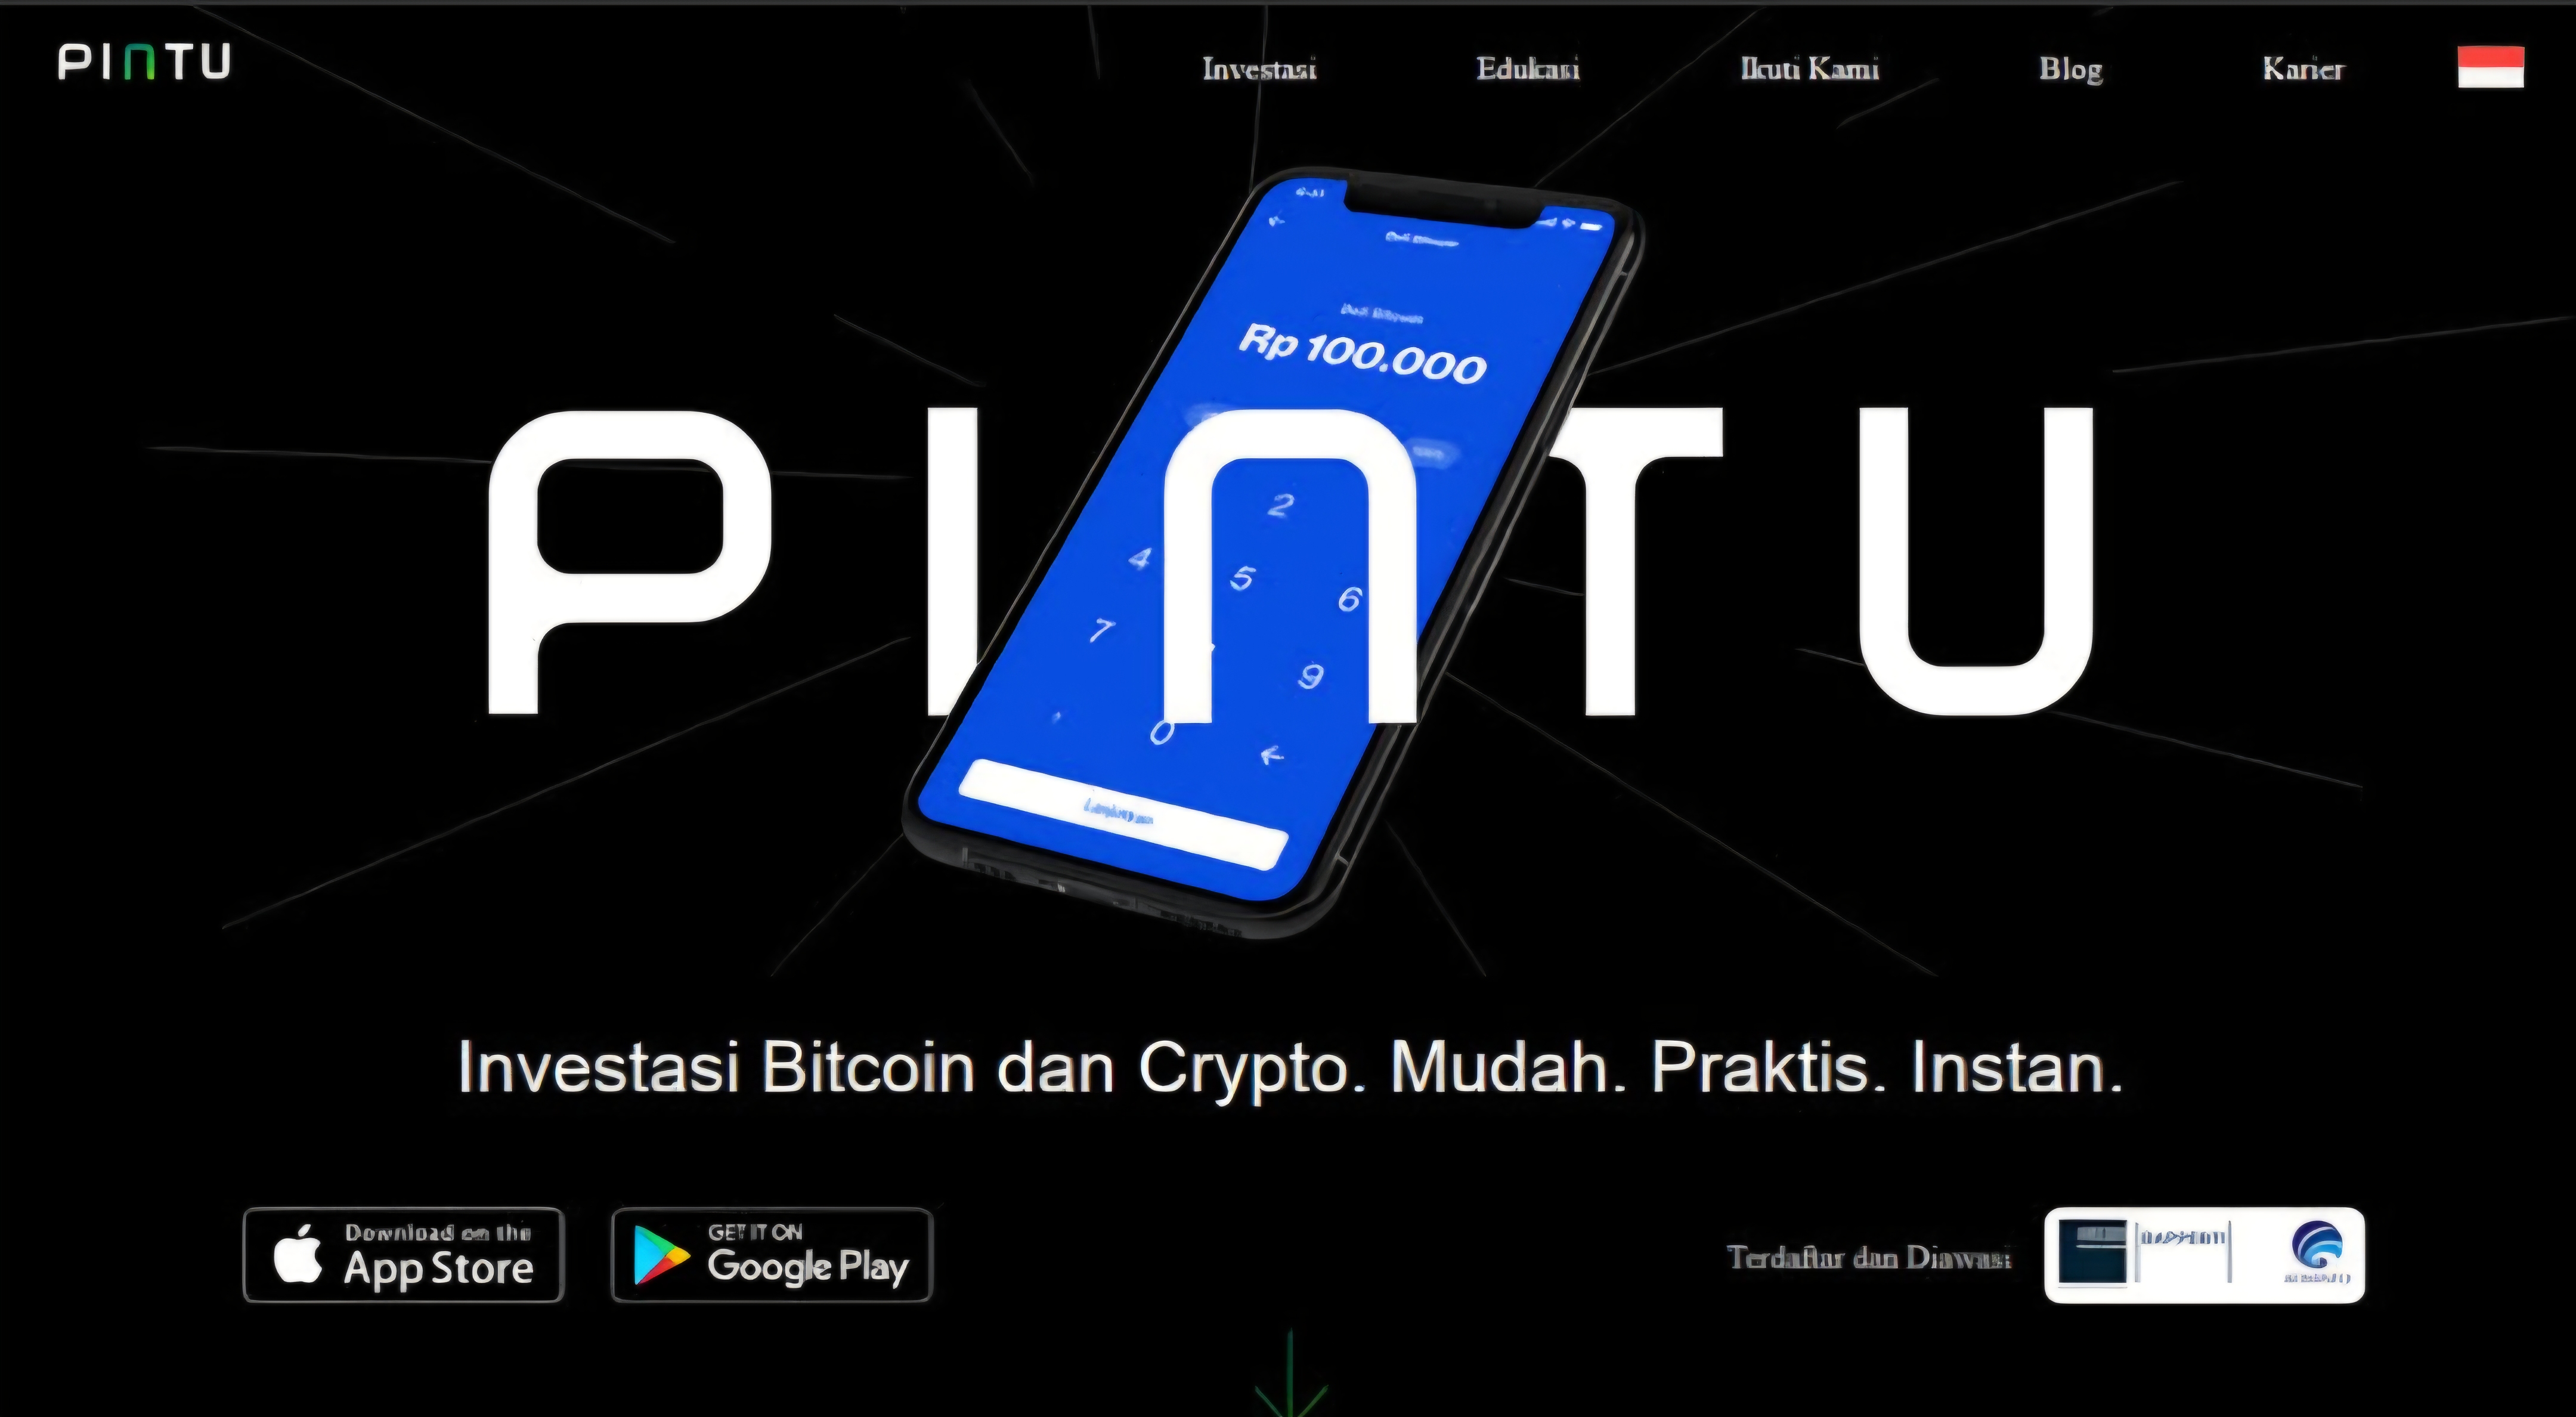 PINTU
Investasi Edukasi Ikuti Kami Blog Karier
Rp 100.000
PINTU
2
4 5 6
7 9
0
Investasi Bitcoin dan Crypto. Mudah. Praktis. Instan.
Download on the
App Store
GET IT ON
Google Play
Terdaftar dan Diawasi